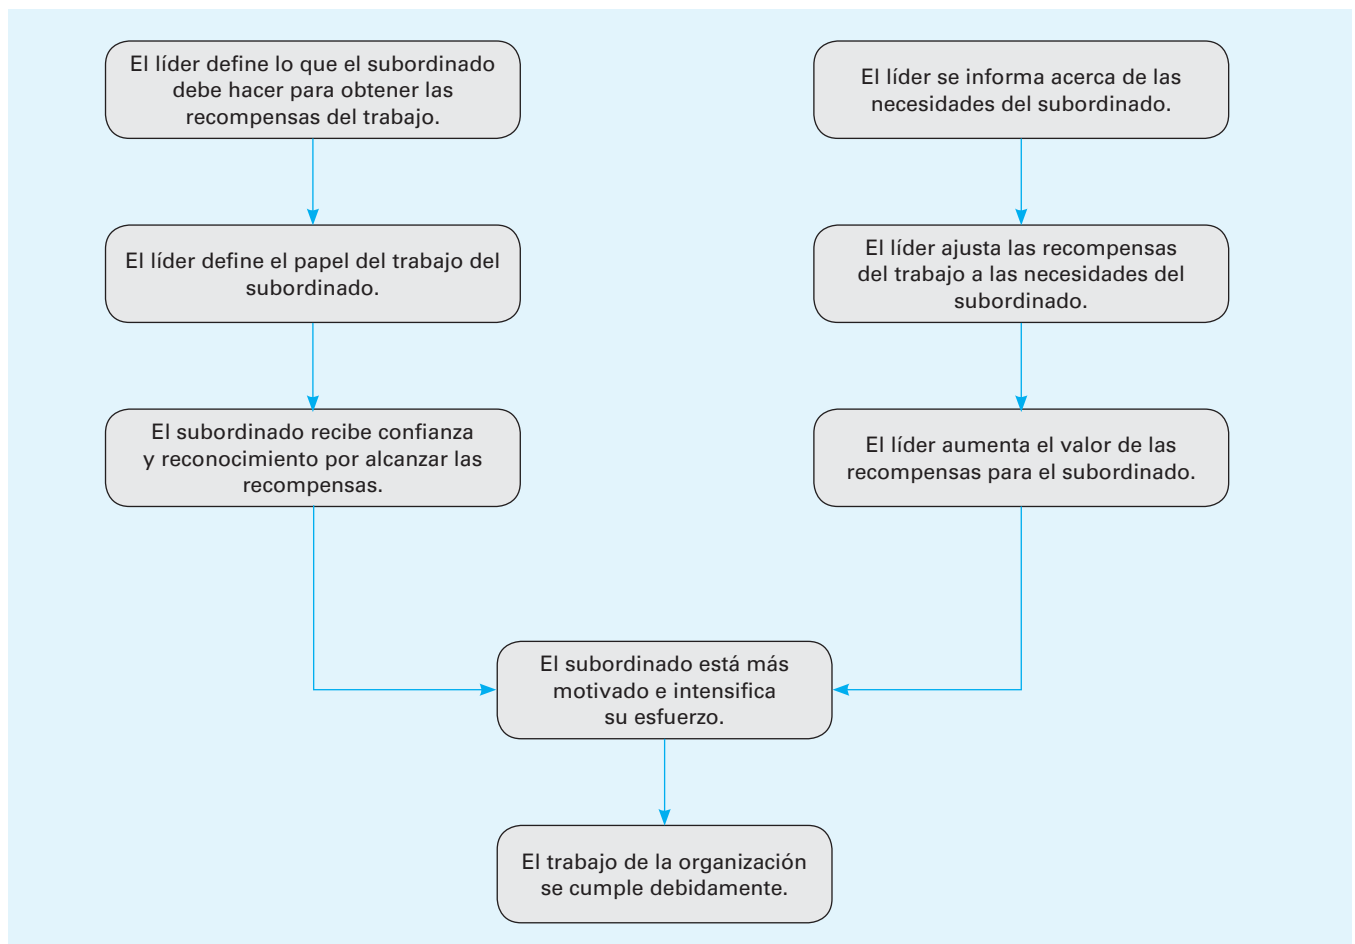 El líder define lo que el subordinado
debe hacer para obtener las
recompensas del trabajo.
El líder se informa acerca de las
necesidades del subordinado.
El líder define el papel del trabajo del
subordinado.
El líder ajusta las recompensas
del trabajo a las necesidades del
subordinado.
El subordinado recibe confianza
y reconocimiento por alcanzar las
recompensas.
El líder aumenta el valor de las
recompensas para el subordinado.
El subordinado está más
motivado e intensifica
su esfuerzo.
El trabajo de la organización
se cumple debidamente.